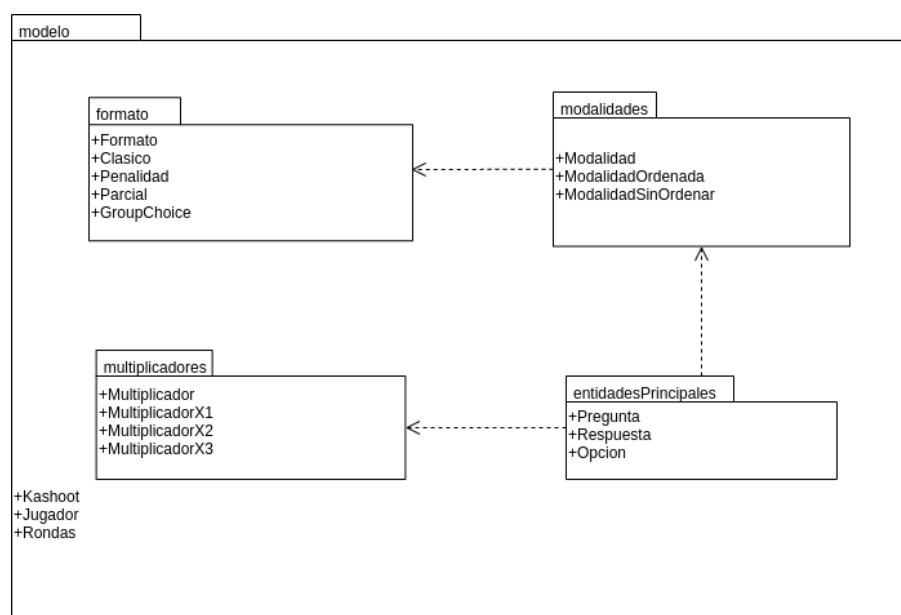 modelo
formato
+Formato
+Clasico
+Penalidad
+Parcial
+GroupChoice
modalidades
+Modalidad
+ModalidadOrdenada
+ModalidadSinOrdenar
multiplicadores
+Multiplicador
+MultiplicadorX1
+MultiplicadorX2
+MultiplicadorX3
entidadesPrincipales
+Pregunta
+Respuesta
+Opcion
+Kashoot
+Jugador
+Rondas